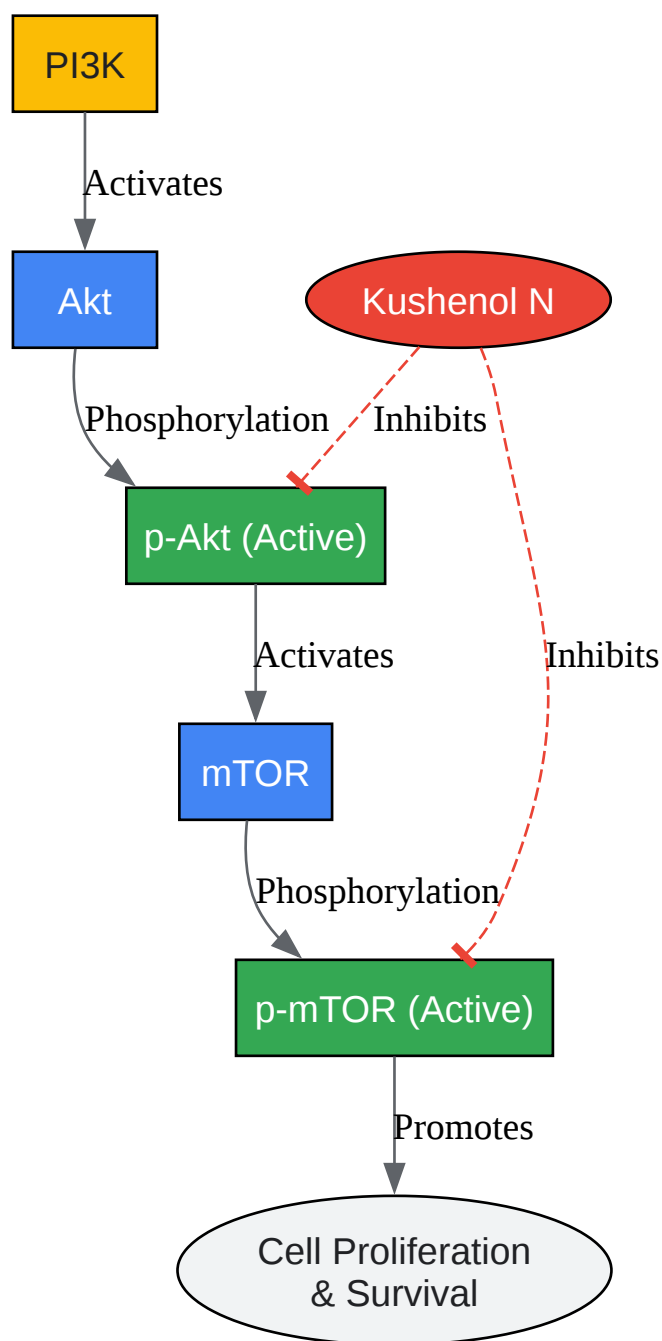 PI3K
Activates
Akt
Kushenol N
Phosphorylation
Inhibits
p-Akt (Active)
Activates
Inhibits
mTOR
Phosphorylation
p-mTOR (Active)
Promotes
Cell Proliferation
& Survival